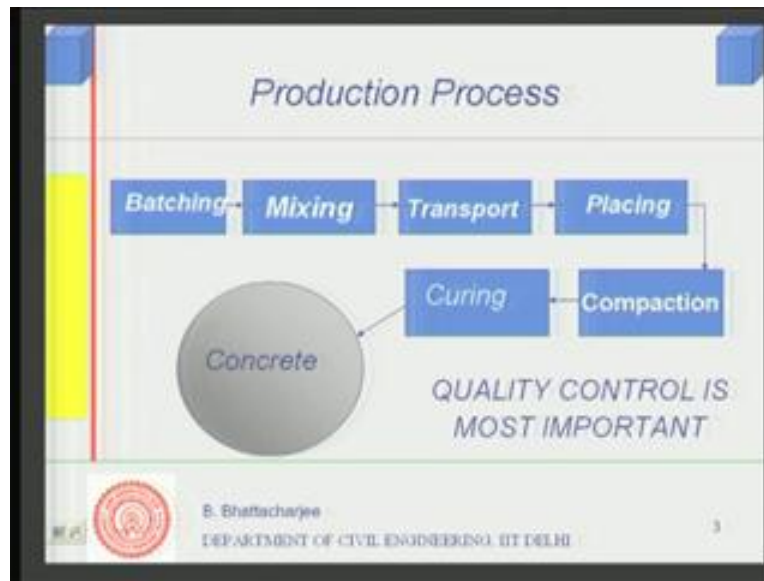 Production Process
Batching
Mixing
Transport
Placing
Curing
Compaction
Concrete
QUALITY CONTROL IS
MOST IMPORTANT
B. Bhattacharjee
3
DEPARTMENT OF CIVIL ENGINEERING, IIT DELHI